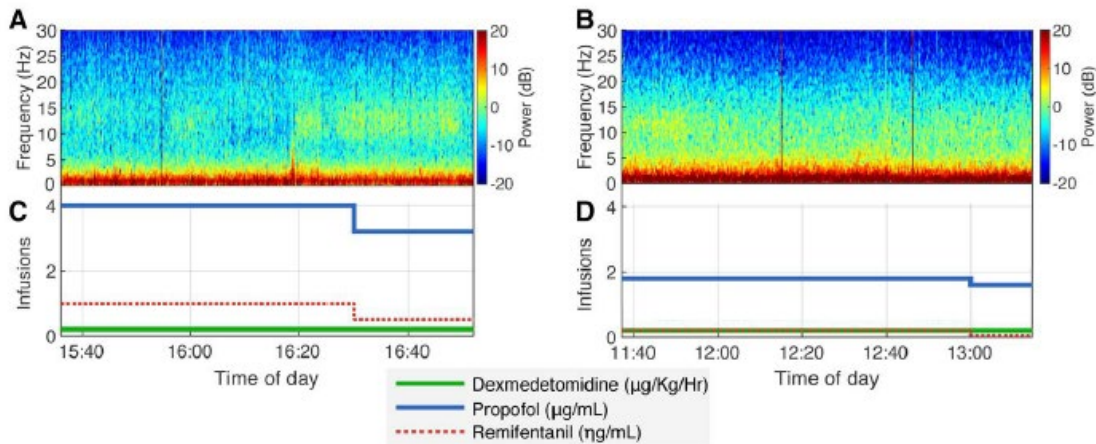 A
30
25
20
15
10
5
0
Frequency (Hz)
20
10
0
-10
-20
Power (dB)
B
30
25
20
15
10
5
0
Frequency (Hz)
20
10
0
-10
-20
Power (dB)
C
4
2
0
Infusions
15:40 16:00 16:20 16:40
Time of day
D
4
2
0
Infusions
11:40 12:00 12:20 12:40 13:00
Time of day
Dexmedetomidine (µg/Kg/Hr)
Propofol (µg/mL)
Remifentanil (ηg/mL)